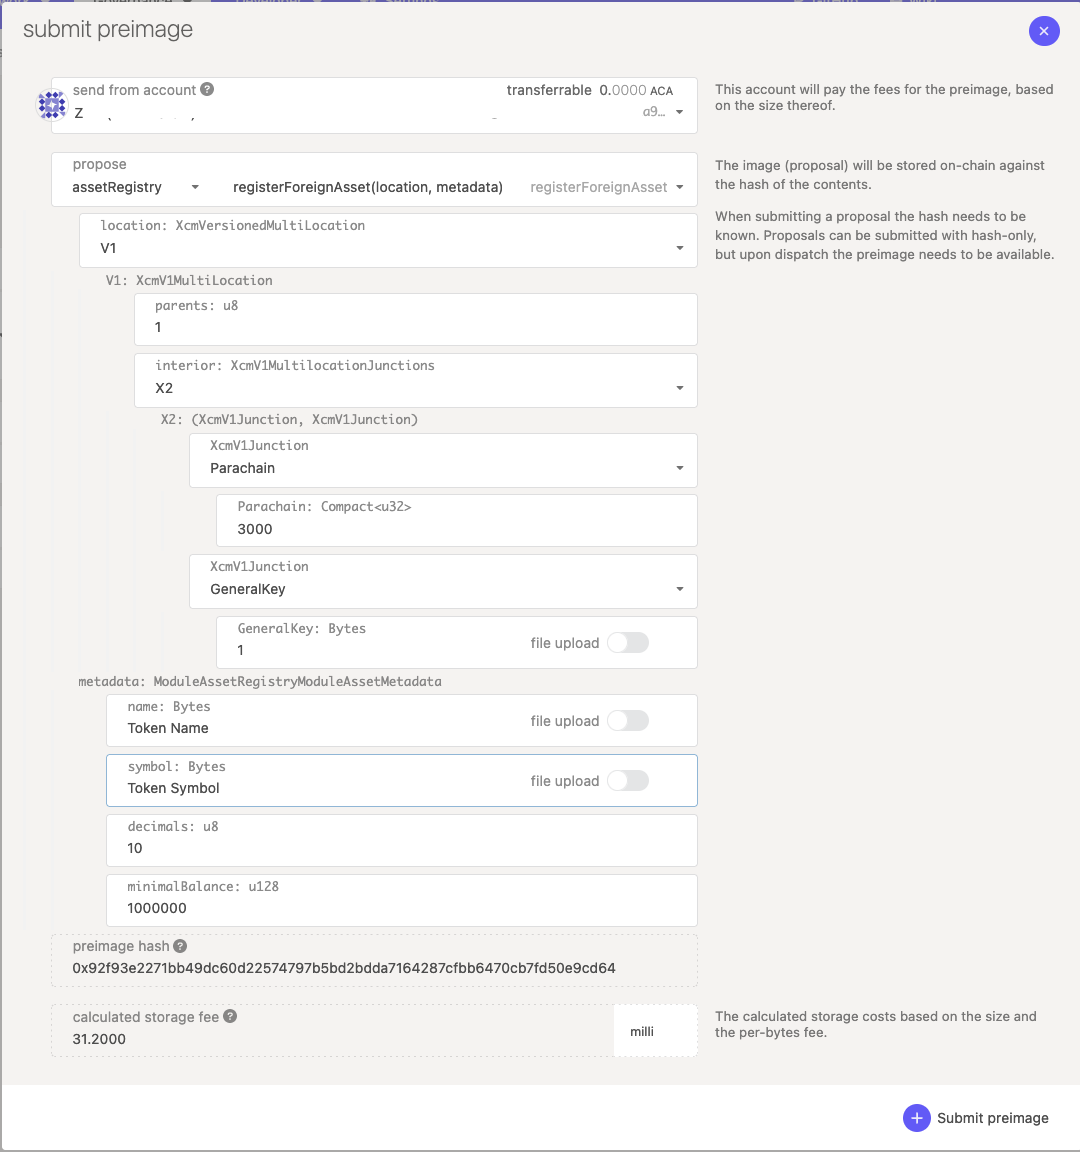 submit preimage
send from account ?
transferrable 0.0000 ACA
Z
a9...
This account will pay the fees for the preimage, based
on the size thereof.
propose
assetRegistry
registerForeignAsset(location, metadata)
registerForeignAsset
The image (proposal) will be stored on-chain against
the hash of the contents.
When submitting a proposal the hash needs to be
known. Proposals can be submitted with hash-only,
but upon dispatch the preimage needs to be available.
location: XcmVersionedMultiLocation
V1
V1: XcmV1MultiLocation
parents: u8
1
interior: XcmV1MultilocationJunctions
X2
X2: (XcmV1Junction, XcmV1Junction)
XcmV1Junction
Parachain
Parachain: Compact<u32>
3000
XcmV1Junction
GeneralKey
GeneralKey: Bytes
1
file upload
metadata: ModuleAssetRegistryModuleAssetMetadata
name: Bytes
Token Name
file upload
symbol: Bytes
Token Symbol
file upload
decimals: u8
10
minimalBalance: u128
1000000
preimage hash ?
0x92f93e2271bb49dc60d22574797b5bd2bdda7164287cfbb6470cb7fd50e9cd64
calculated storage fee ?
31.2000
milli
The calculated storage costs based on the size and
the per-bytes fee.
Submit preimage